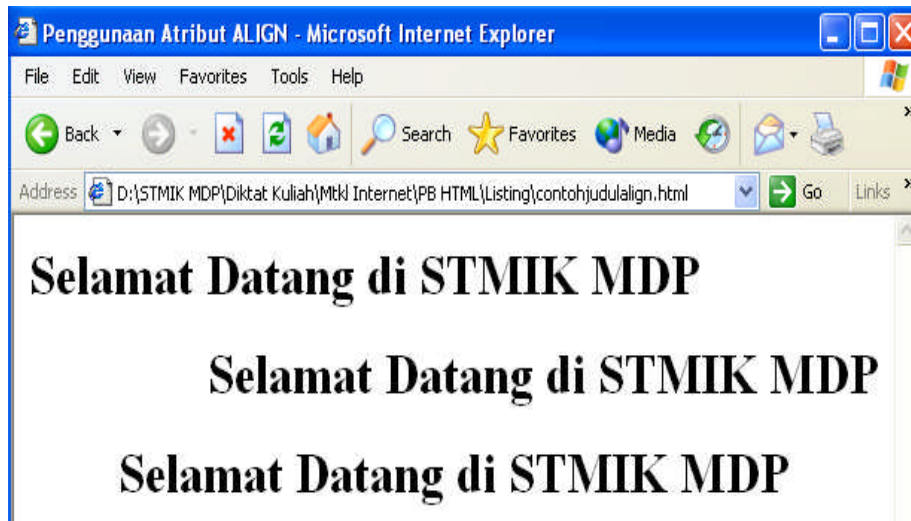 Penggunaan Atribut ALIGN - Microsoft Internet Explorer
File Edit View Favorites Tools Help
Back Search Favorites Media
Address D:\STMIK MDP\Diktat Kuliah\Mtkl Internet\PB HTML\Listing\contohjudulalign.html Go Links
Selamat Datang di STMIK MDP
Selamat Datang di STMIK MDP
Selamat Datang di STMIK MDP